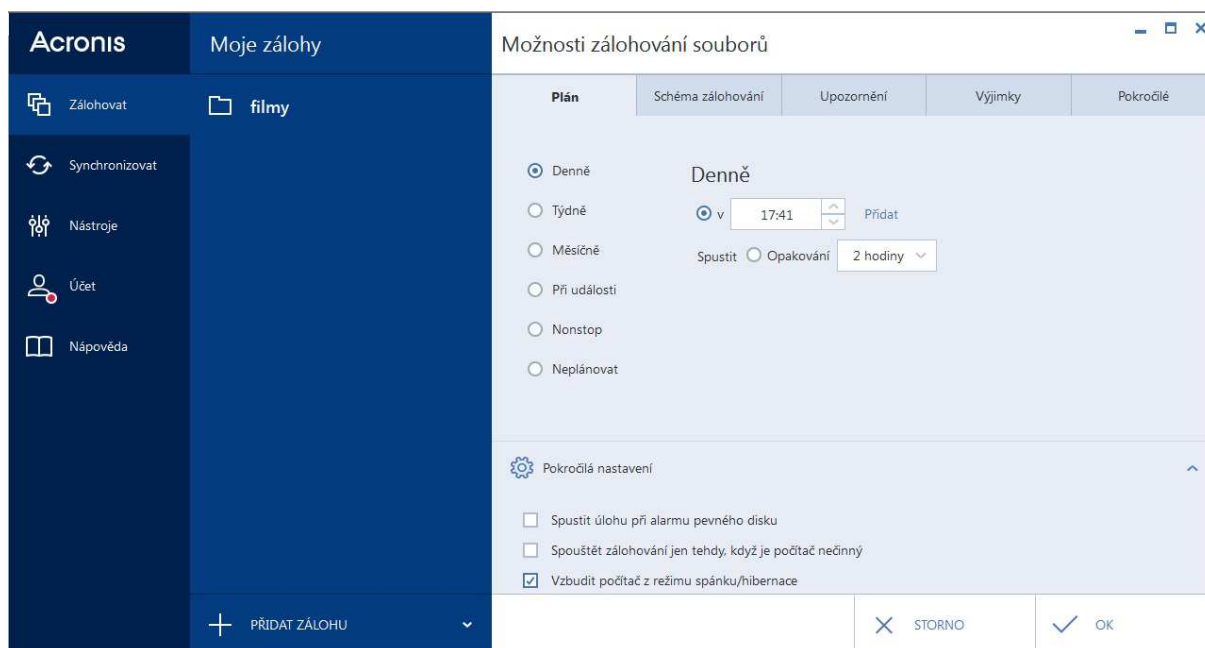 Acronis
Zálohovat
Synchronizovat
Nástroje
Účet
Nápověda
Moje zálohy
filmy
PŘIDAT ZÁLOHU
Možnosti zálohování souborů
Plán
Schéma zálohování
Upozornění
Výjimky
Pokročilé
Denně
Týdně
Měsíčně
Při události
Nonstop
Neplánovat
Denně
v 17:41 Přidat
Spustit Opakování 2 hodiny
Pokročilá nastavení
Spustit úlohu při alarmu pevného disku
Spouštět zálohování jen tehdy, když je počítač nečinný
Vzbudit počítač z režimu spánku/hibernace
STORNO
OK